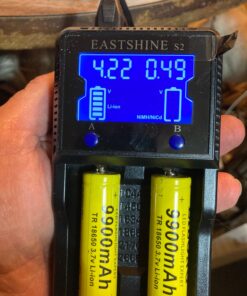 EASTSHINE S2
4.22 0.49
V V
Li-ion NiMH/NiCd
A B
9900mAh
TR 18650 3.7v Li-ion
9900mAh
TR 18650 3.7v Li-ion